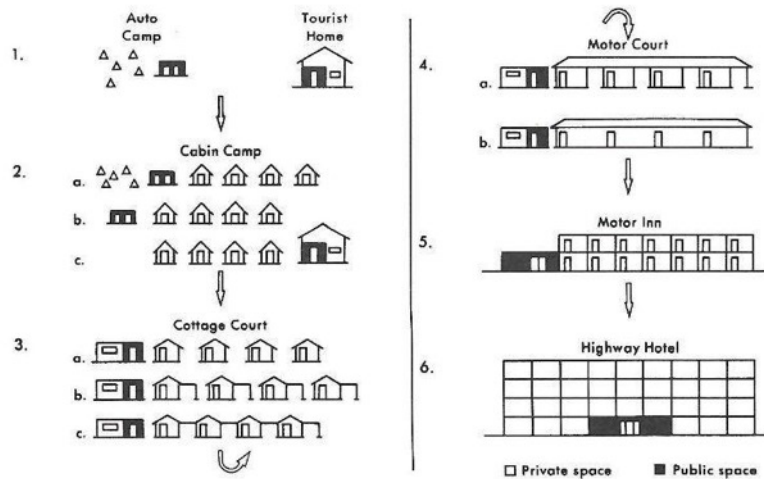 Auto
Camp
Tourist
Home
1.
Cabin Camp
2.
a.
b.
c.
Cottage Court
3.
a.
b.
c.
Motor Court
4.
a.
b.
Motor Inn
5.
Highway Hotel
6.
Private space
Public space